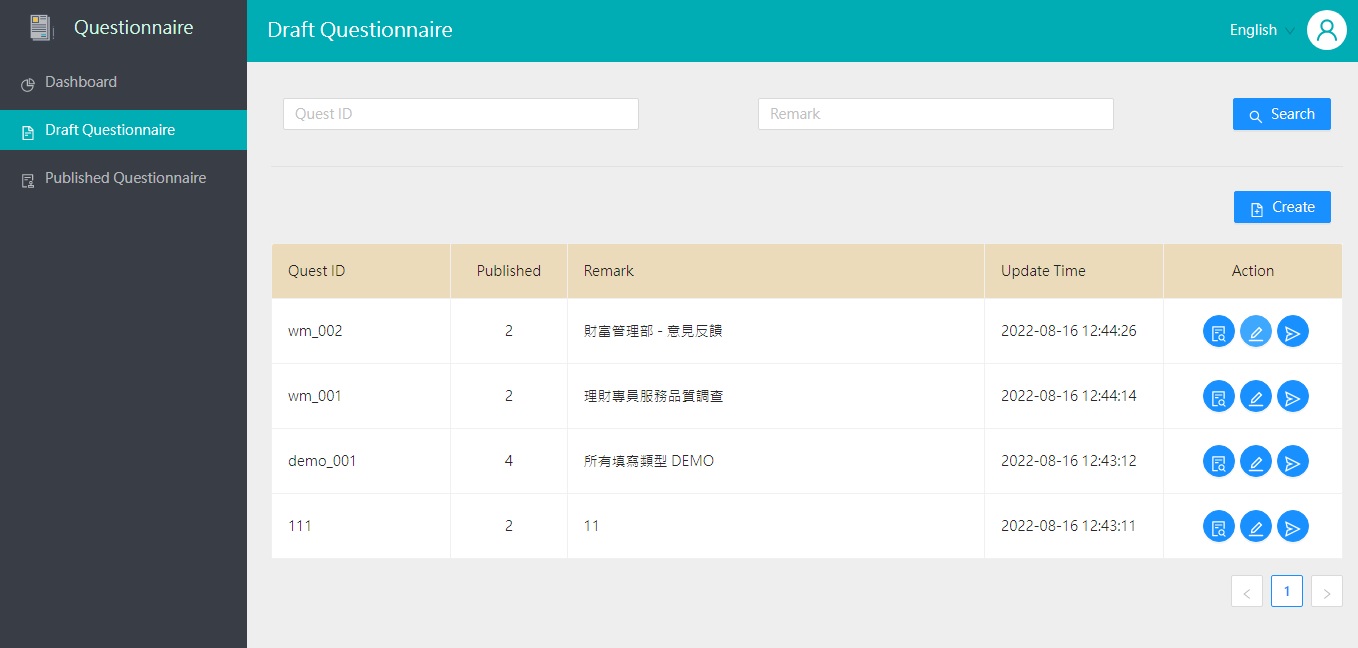 Questionnaire
Dashboard
Draft Questionnaire
Published Questionnaire
Draft Questionnaire
English
Quest ID
Remark
Search
Create
Quest ID Published Remark Update Time Action
wm_002 2 財富管理部 - 意見反饋 2022-08-16 12:44:26
wm_001 2 理財專員服務品質調查 2022-08-16 12:44:14
demo_001 4 所有填寫類型 DEMO 2022-08-16 12:43:12
111 2 11 2022-08-16 12:43:11
< 1 >